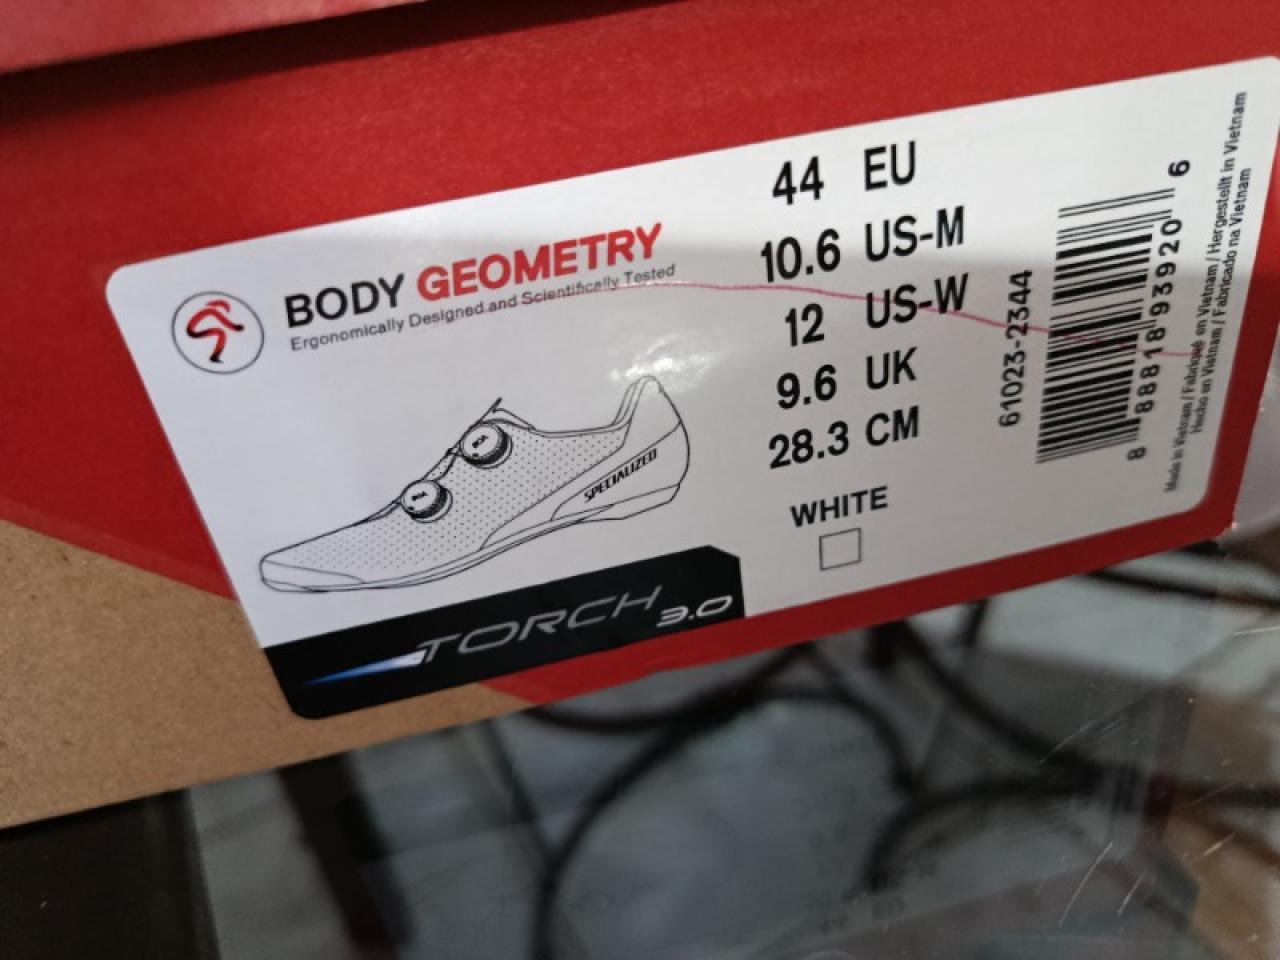 BODY GEOMETRY
Ergonomically Designed and Scientifically Tested
SPECIALIZED
TORCH 3.0
44 EU
10.6 US-M
12 US-W
9.6 UK
28.3 CM
WHITE
61023-2344
8 88818 93920 6
Made in Vietnam / Fabriqué en Vietnam / Hergestellt in Vietnam
Hecho en Vietnam / Fabricado na Vietnam